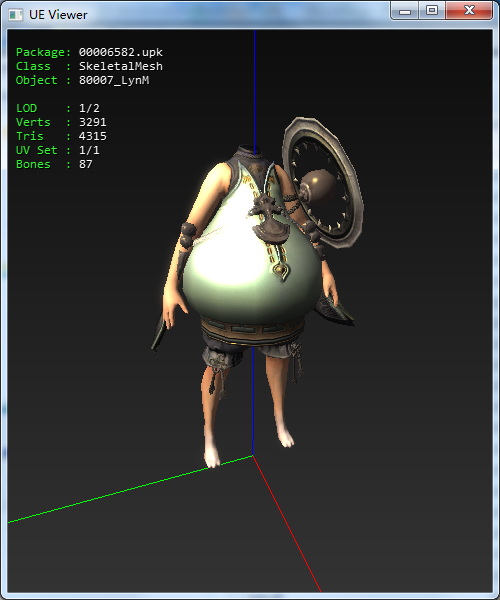 UE Viewer
Package: 00006582.upk
Class : SkeletalMesh
Object : 80007_LynM
LOD : 1/2
Verts : 3291
Tris : 4315
UV Set : 1/1
Bones : 87